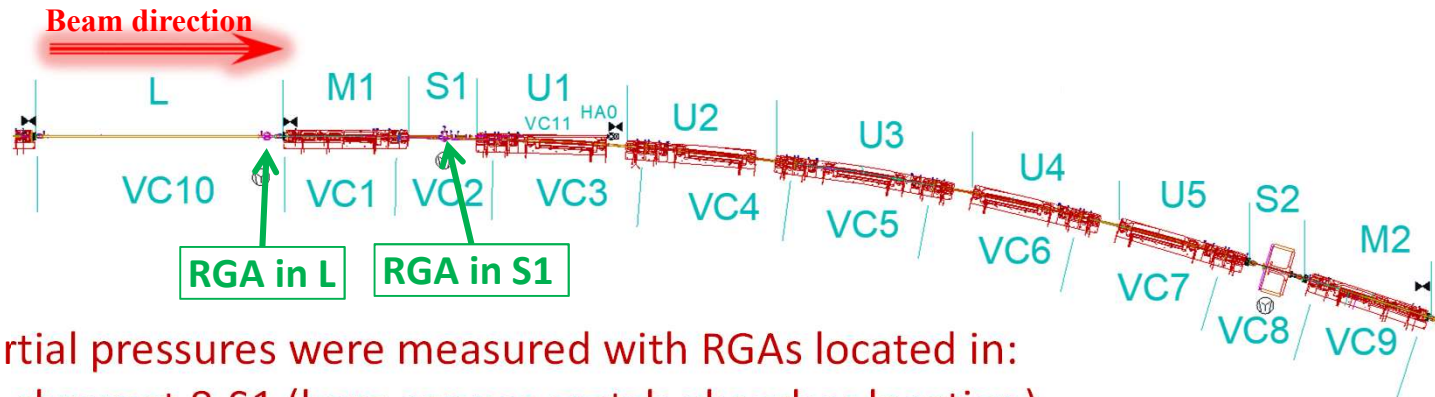 Beam direction
L
M1
S1
U1
HA0
VC11
U2
U3
U4
U5
S2
M2
VC10
VC1
VC2
VC3
VC4
VC5
VC6
VC7
VC8
VC9
RGA in L
RGA in S1
rtial pressures were measured with RGAs located in: